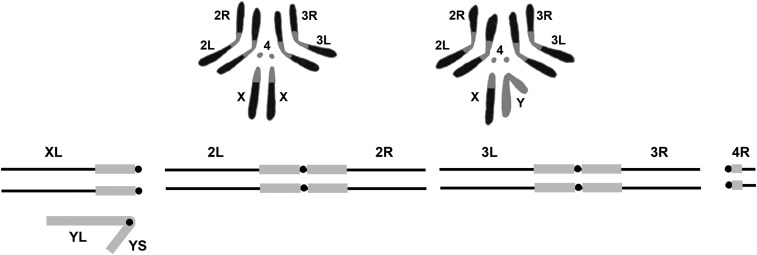 2R 3R
2L 4 3L
X X
2R 3R
2L 4 3L
X Y
XL 2L 2R 3L 3R 4R
YL YS